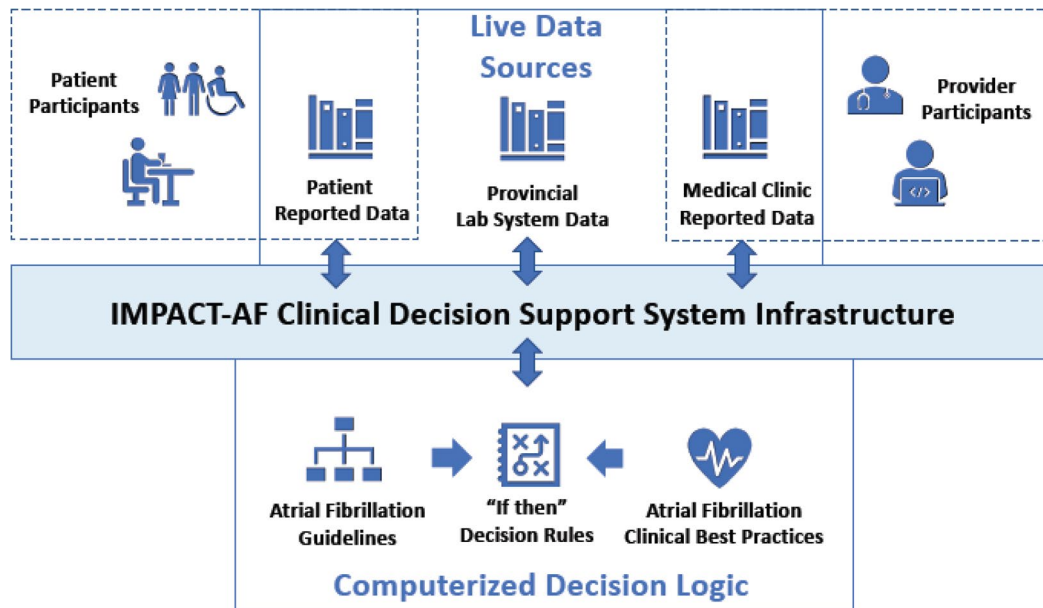 Live Data
Sources
Patient
Participants
Provider
Participants
Patient
Reported Data
Provincial
Lab System Data
Medical Clinic
Reported Data
</>
IMPACT-AF Clinical Decision Support System Infrastructure
Atrial Fibrillation
Guidelines
“If then”
Decision Rules
Atrial Fibrillation
Clinical Best Practices
Computerized Decision Logic